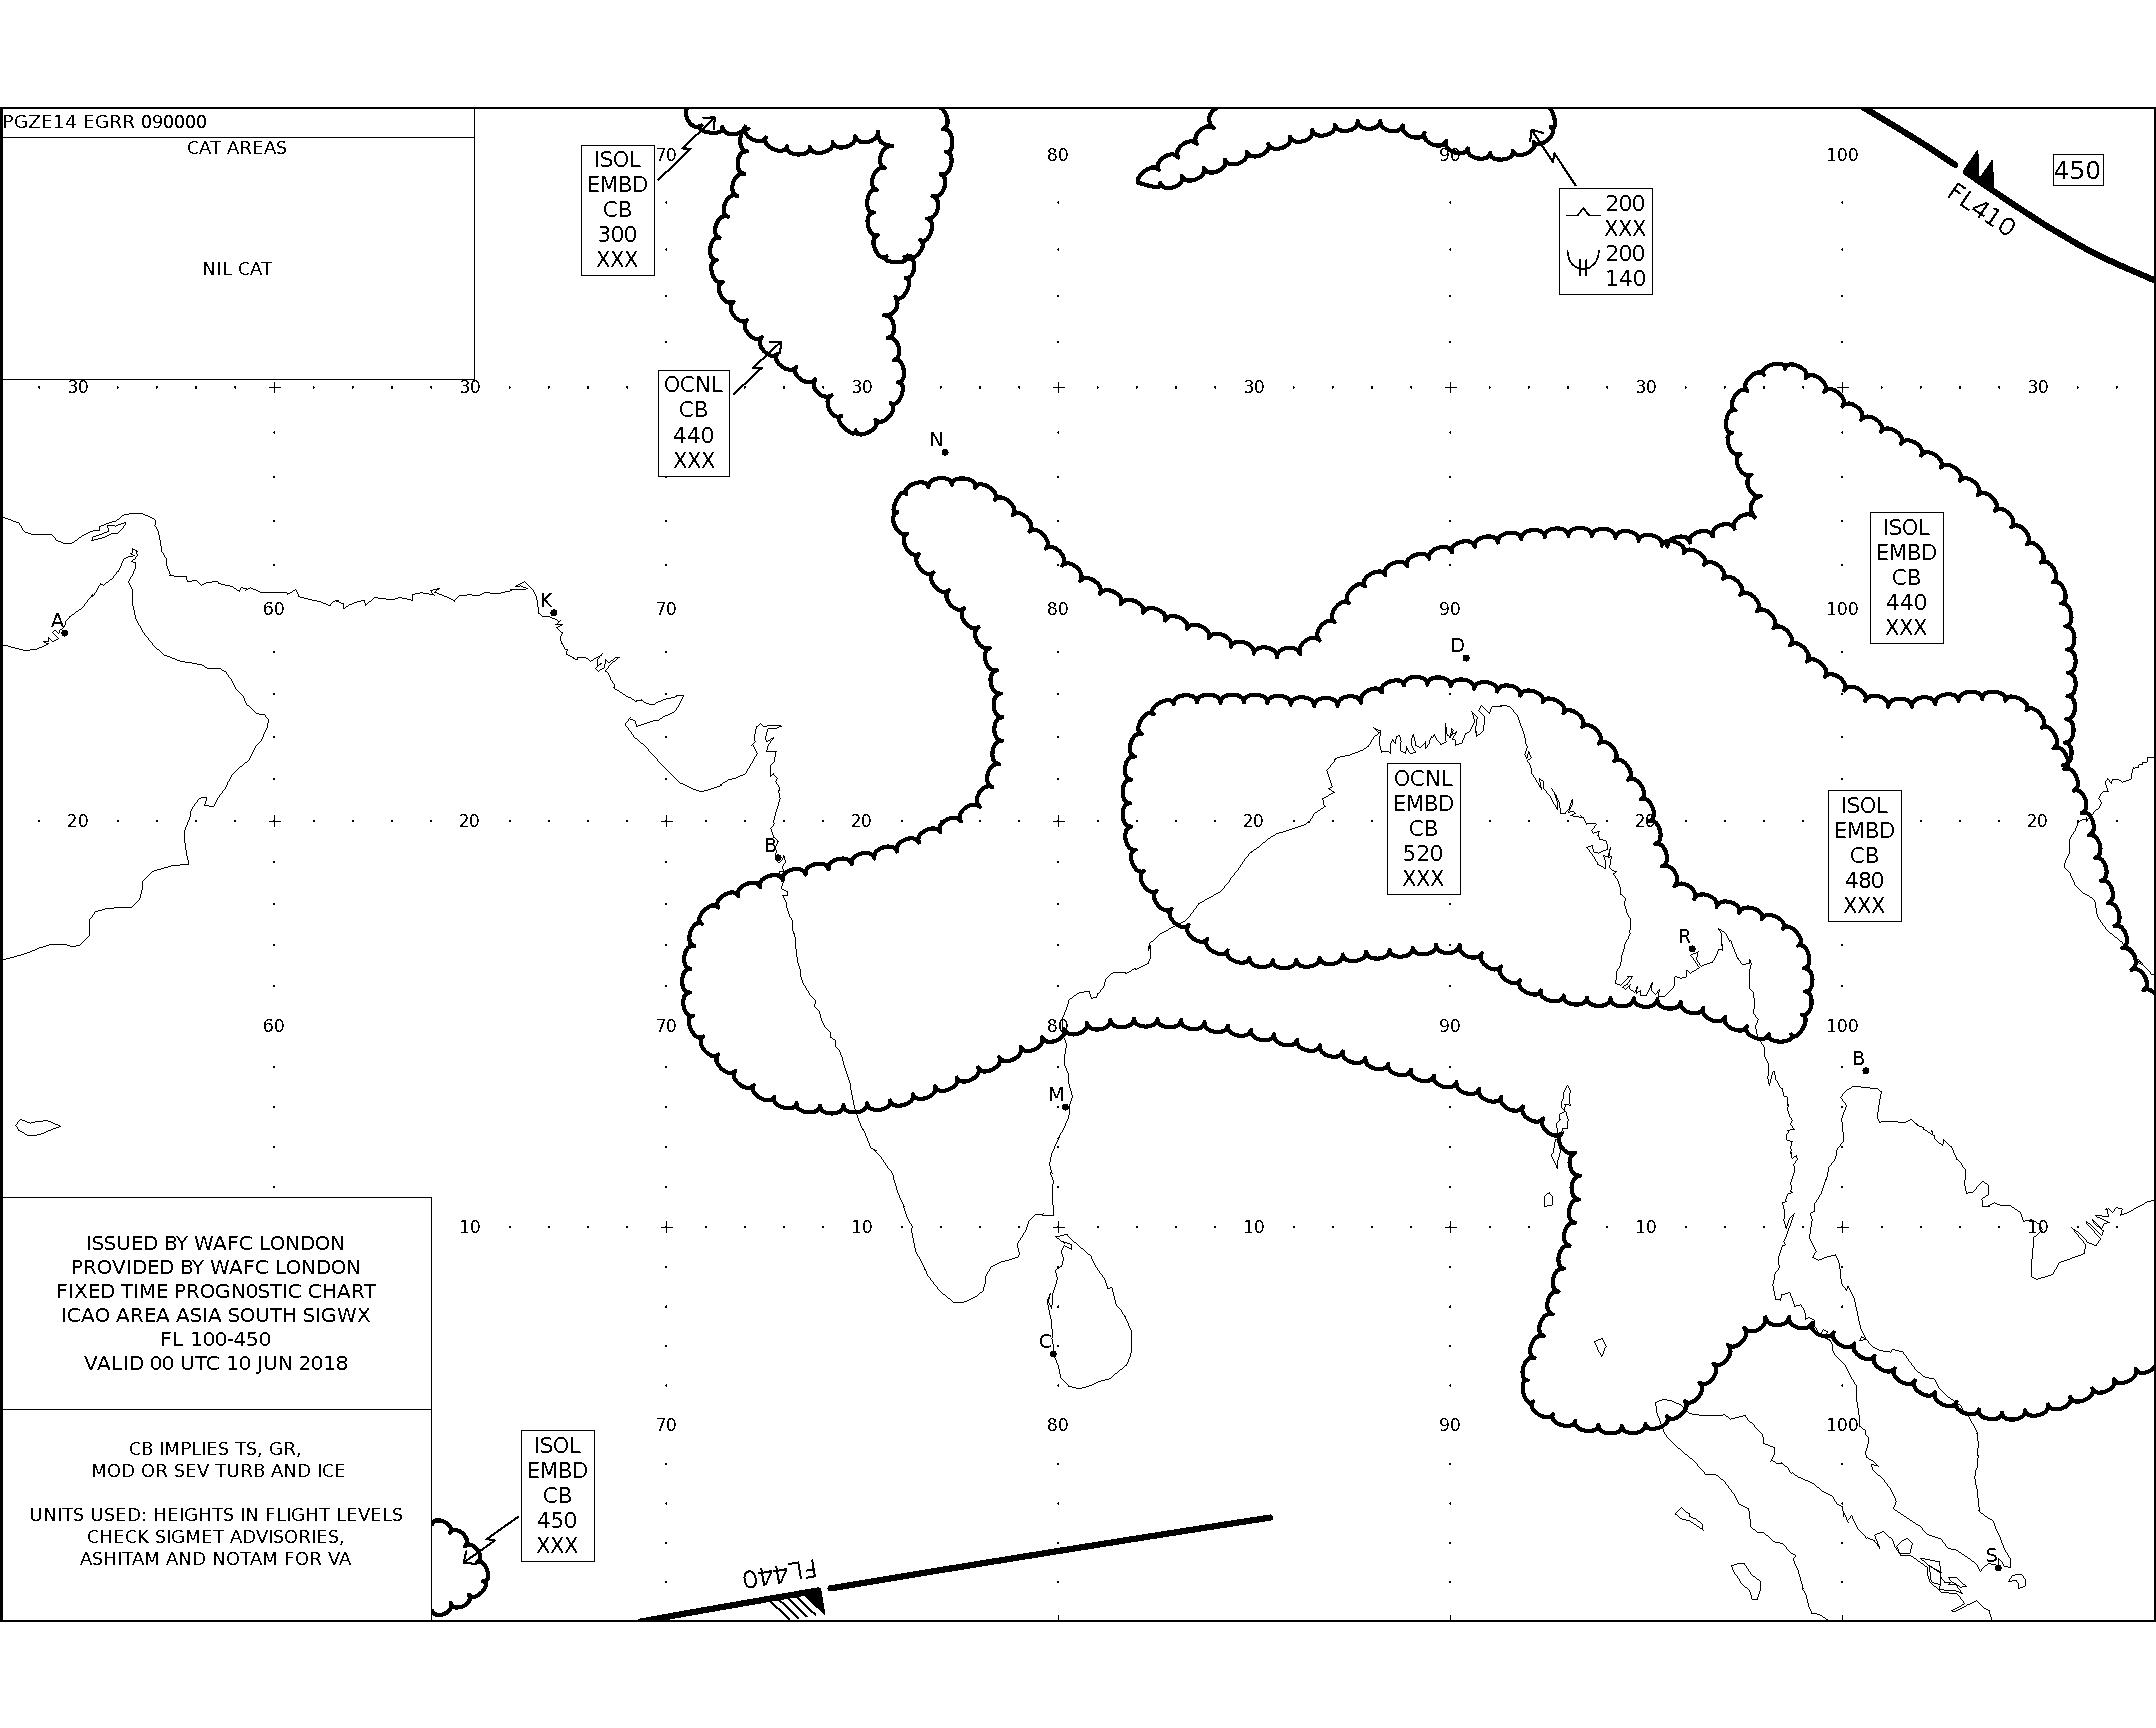 PGZE14 EGRR 090000
CAT AREAS
NIL CAT
70
80
90
100
ISOL
EMBD
CB
300
XXX
200
XXX
200
140
450
FL410
30
30
30
30
30
30
OCNL
CB
440
XXX
N
ISOL
EMBD
CB
440
XXX
A
60
K
70
80
90
100
D
OCNL
EMBD
CB
520
XXX
ISOL
EMBD
CB
480
XXX
20
20
20
20
20
20
B
R
60
70
80
90
100
B
M
10
10
10
10
10
ISSUED BY WAFC LONDON
PROVIDED BY WAFC LONDON
FIXED TIME PROGN0STIC CHART
ICAO AREA ASIA SOUTH SIGWX
FL 100-450
VALID 00 UTC 10 JUN 2018
C
70
80
90
100
CB IMPLIES TS, GR,
MOD OR SEV TURB AND ICE
UNITS USED: HEIGHTS IN FLIGHT LEVELS
CHECK SIGMET ADVISORIES,
ASHITAM AND NOTAM FOR VA
ISOL
EMBD
CB
450
XXX
FL440
S